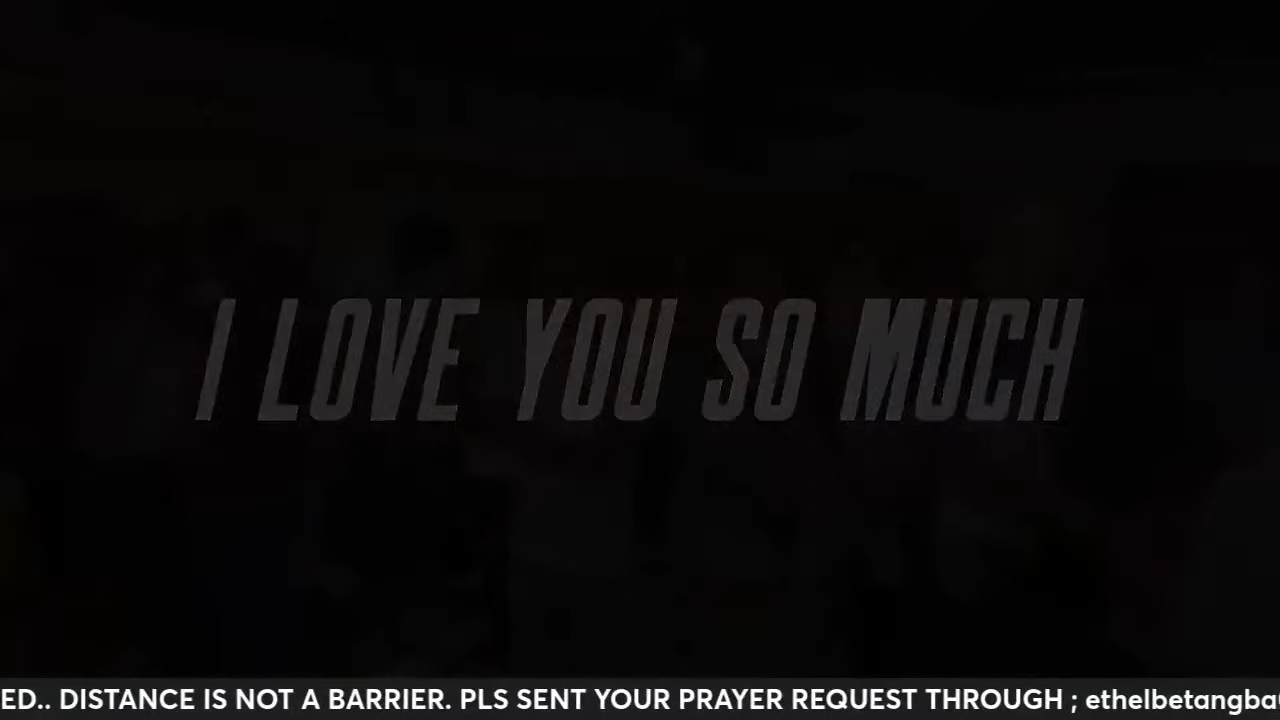 I LOVE YOU SO MUCH
ED.. DISTANCE IS NOT A BARRIER. PLS SENT YOUR PRAYER REQUEST THROUGH ; ethelbetangba